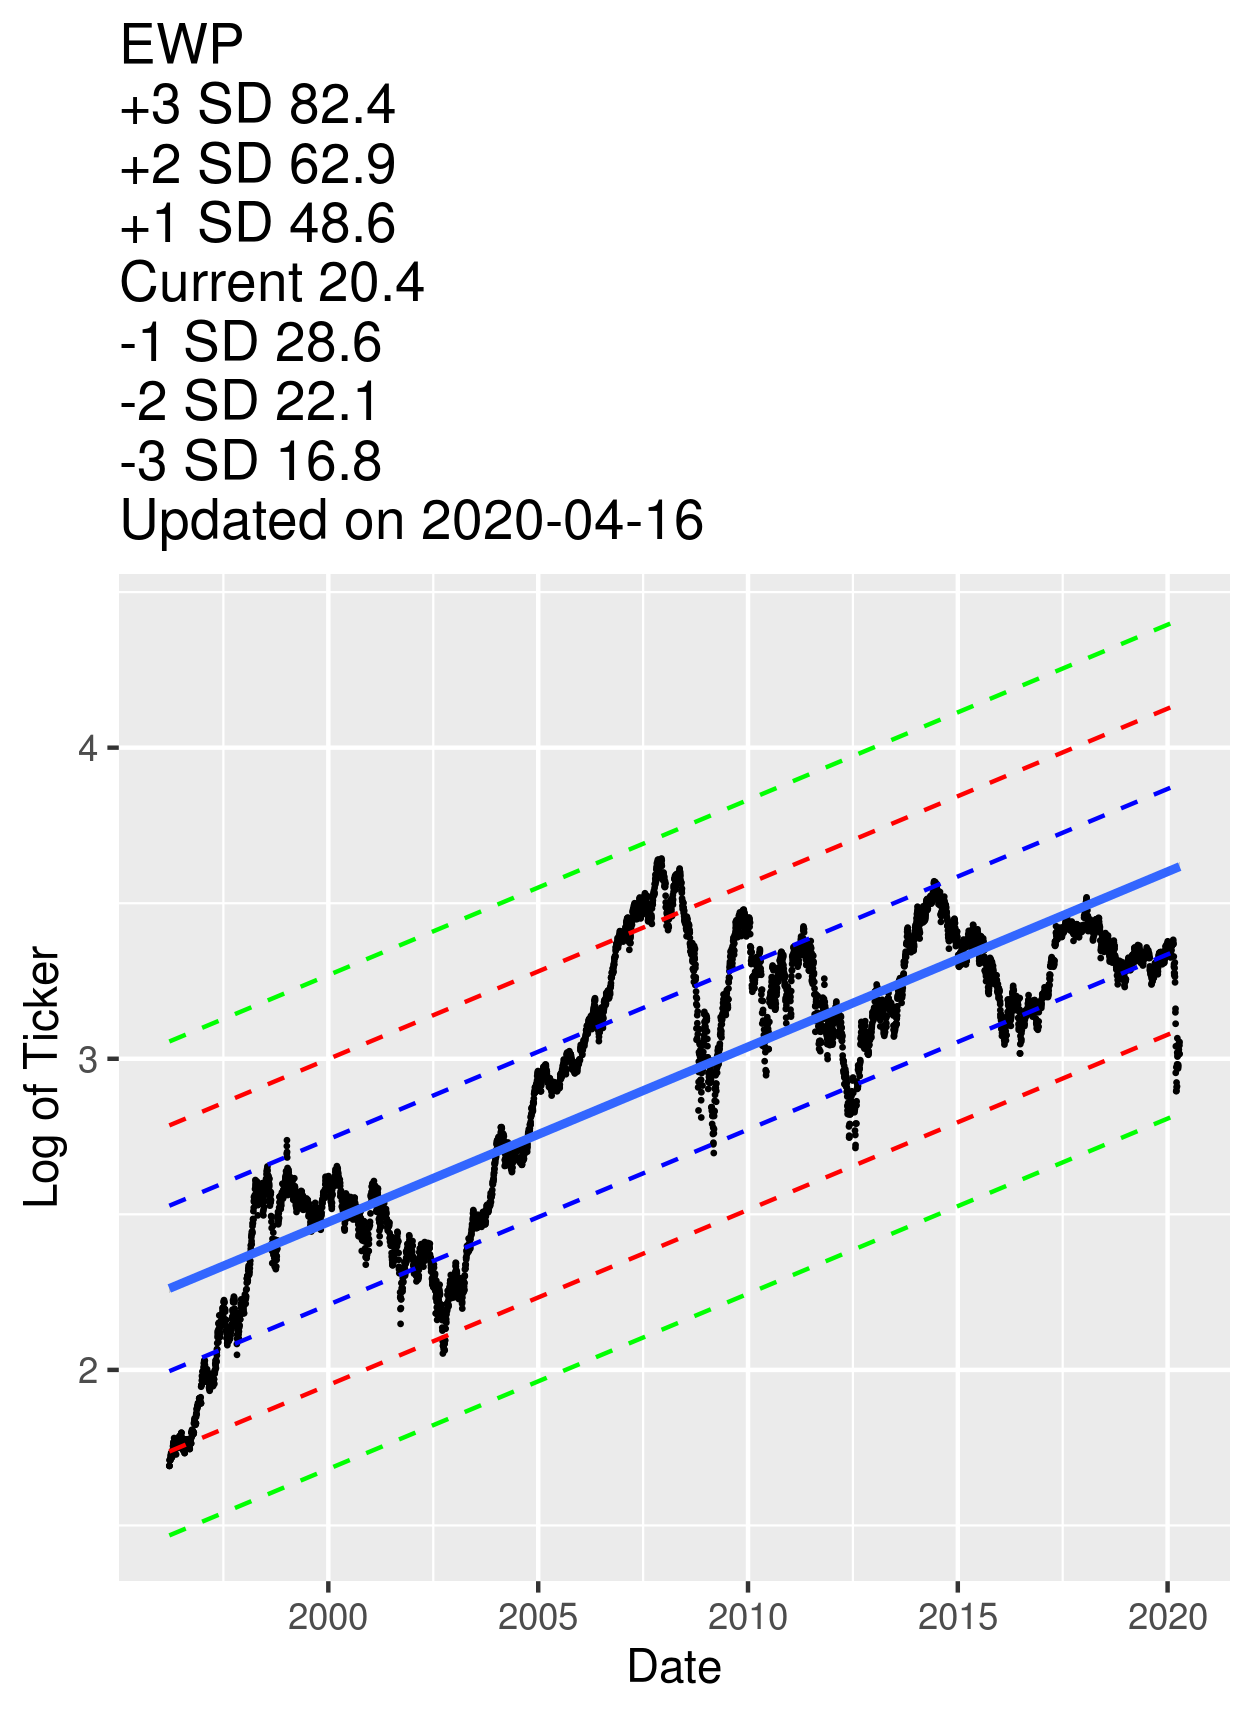 EWP
+3 SD 82.4
+2 SD 62.9
+1 SD 48.6
Current 20.4
-1 SD 28.6
-2 SD 22.1
-3 SD 16.8
Updated on 2020-04-16
4
3
2
Log of Ticker
2000 2005 2010 2015 2020
Date